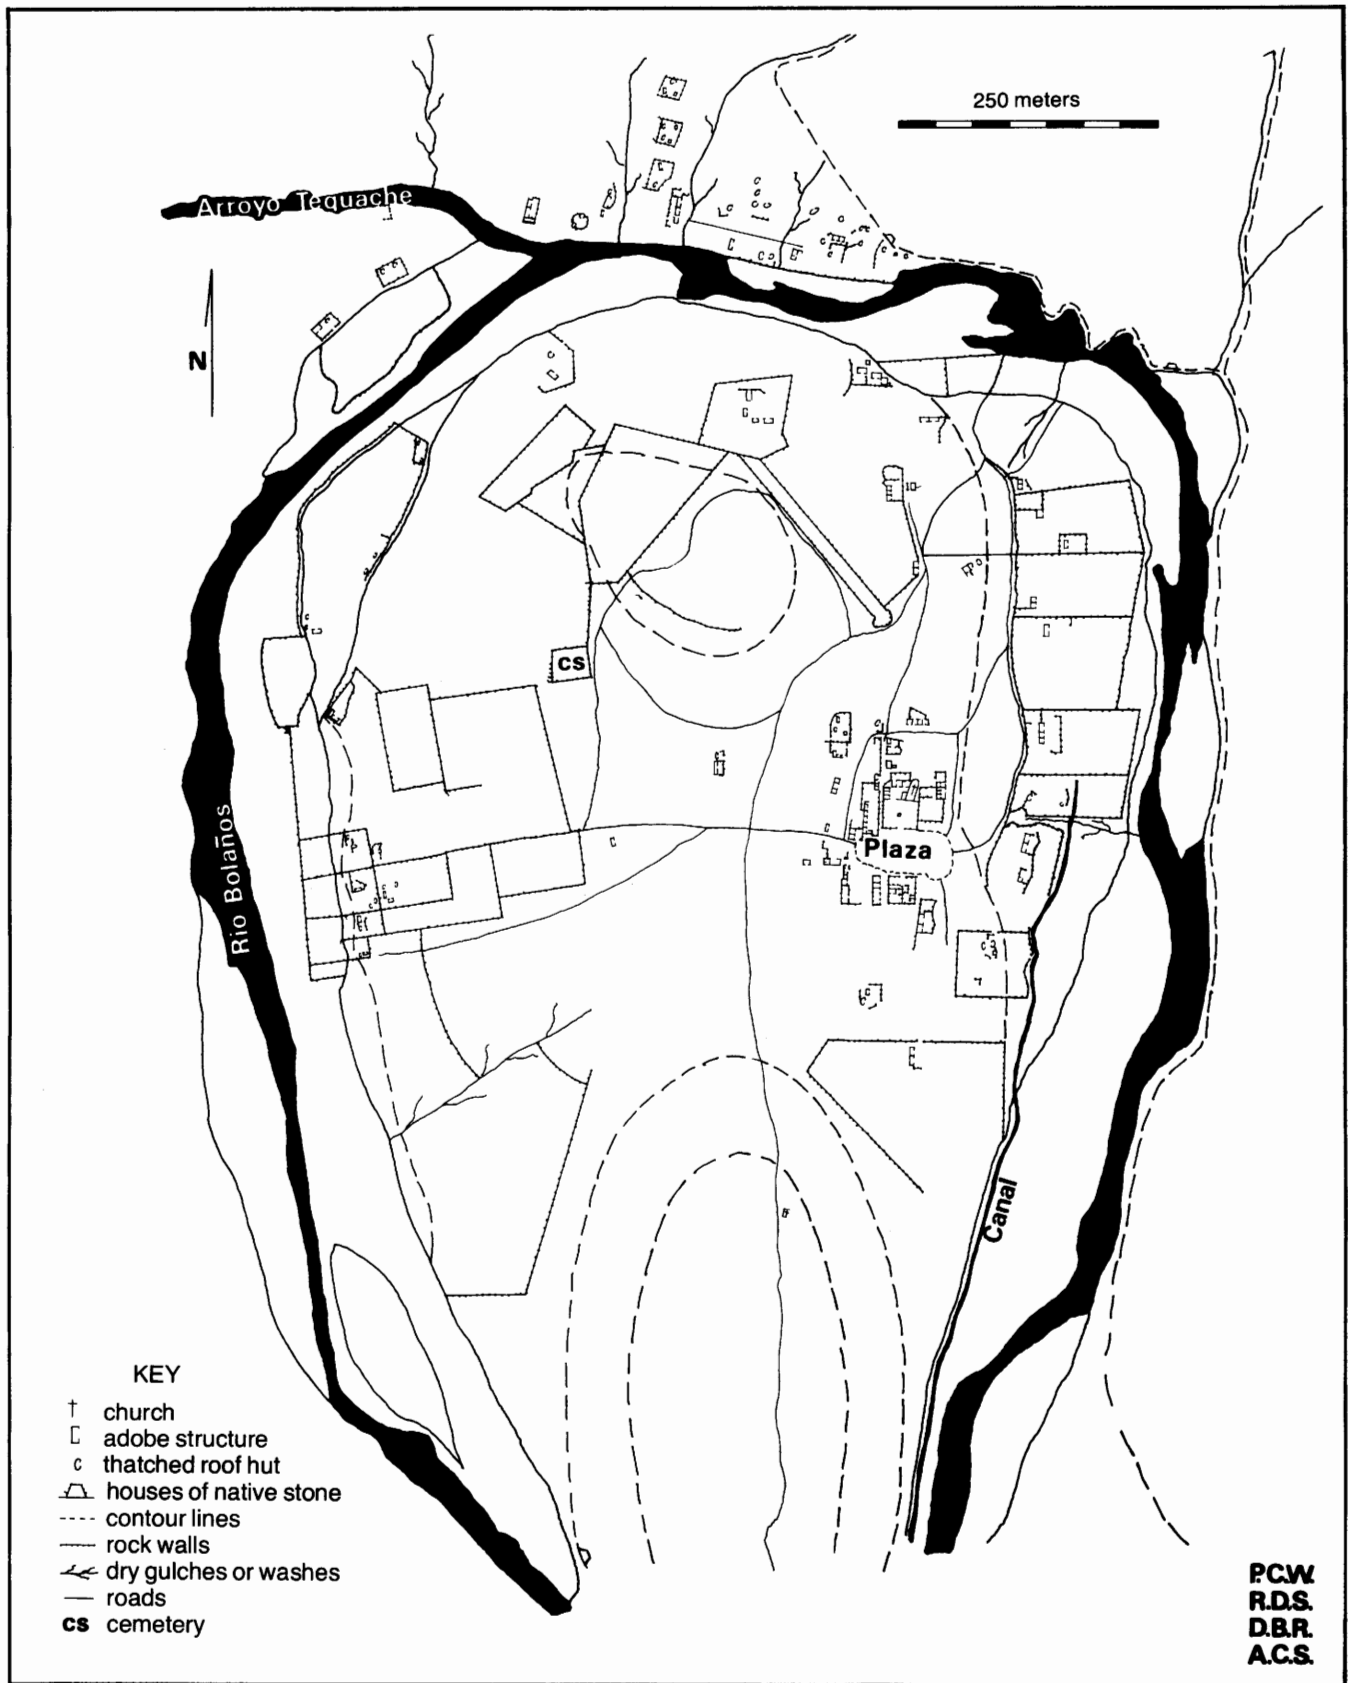 250 meters
Arroyo Tequache
N
CS
Plaza
Rio Bolaños
Canal
KEY
† church
adobe structure
thatched roof hut
houses of native stone
contour lines
rock walls
dry gulches or washes
roads
CS cemetery
P.C.W.
R.D.S.
D.B.R.
A.C.S.